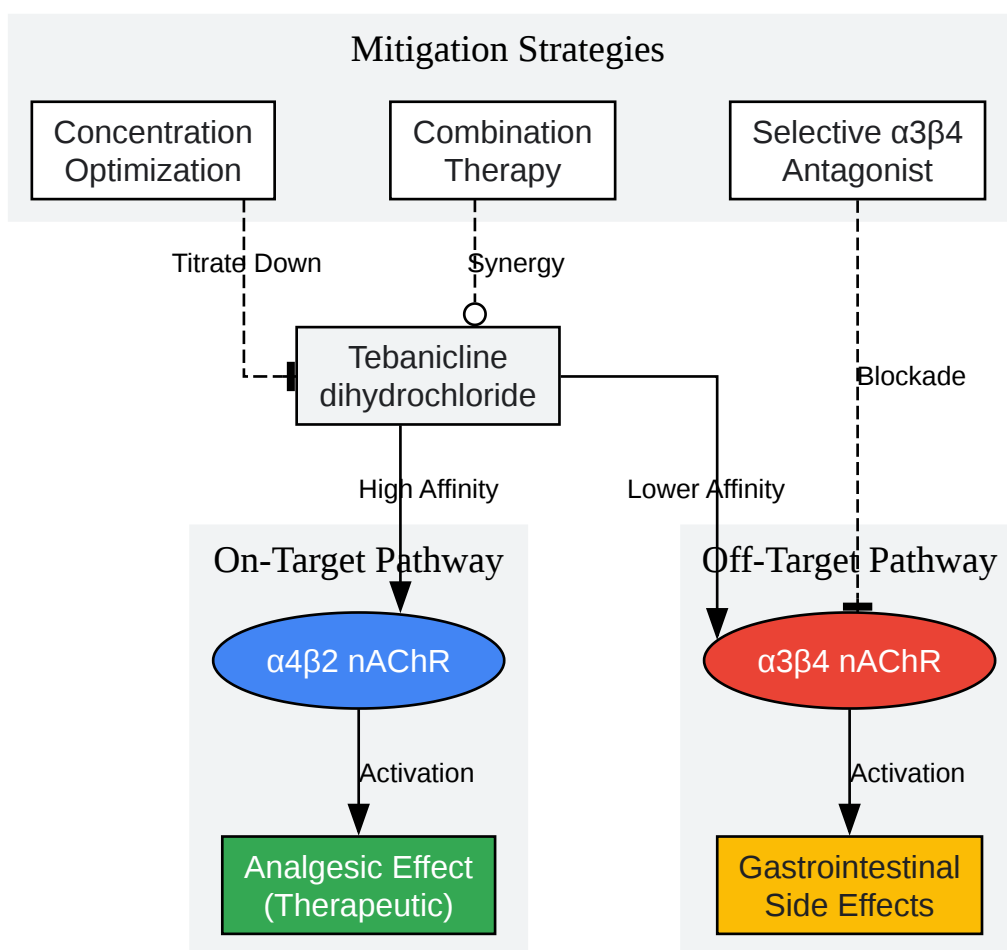 Mitigation Strategies
Concentration
Optimization
Combination
Therapy
Selective α3β4
Antagonist
Titrate Down
Synergy
Tebanicline
dihydrochloride
Blockade
High Affinity
Lower Affinity
On-Target Pathway
Off-Target Pathway
α4β2 nAChR
α3β4 nAChR
Activation
Activation
Analgesic Effect
(Therapeutic)
Gastrointestinal
Side Effects